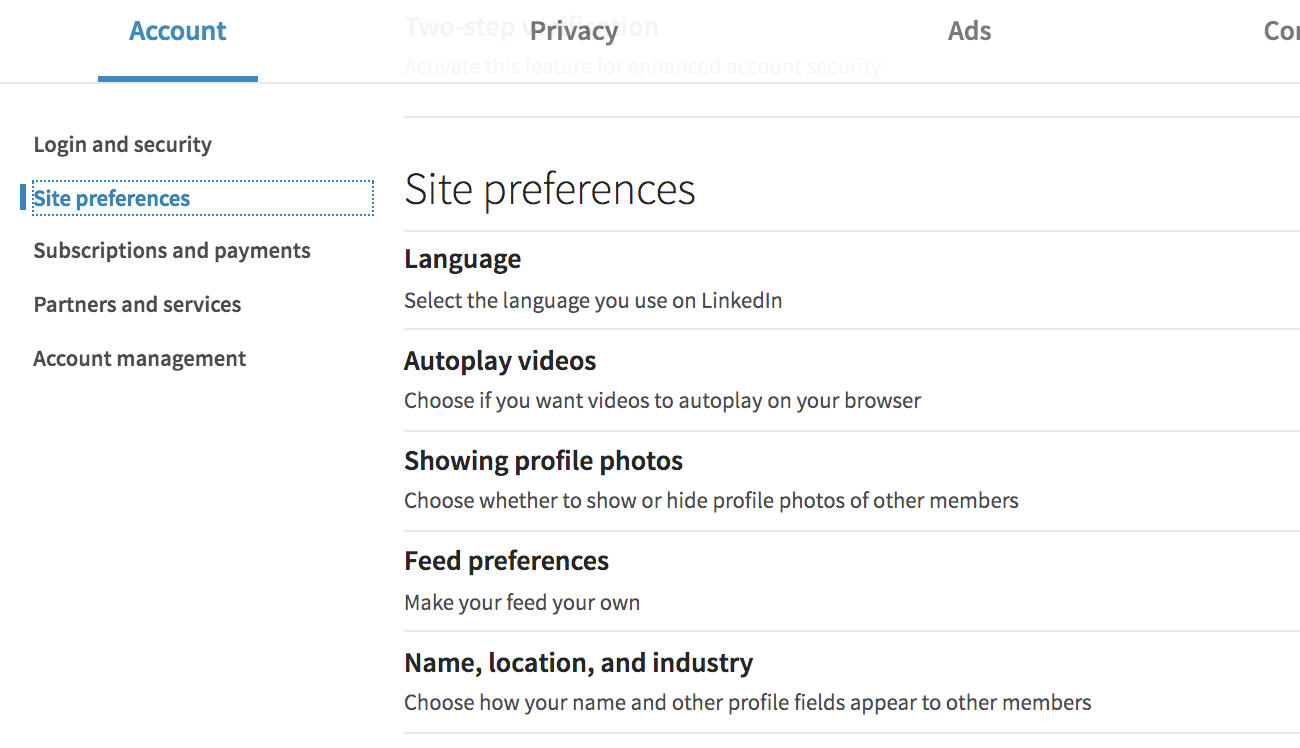 Two-step verification
Account
Privacy
Ads
Activate this feature for enhanced account security
Login and security
Site preferences
Subscriptions and payments
Partners and services
Account management
Site preferences
Language
Select the language you use on LinkedIn
Autoplay videos
Choose if you want videos to autoplay on your browser
Showing profile photos
Choose whether to show or hide profile photos of other members
Feed preferences
Make your feed your own
Name, location, and industry
Choose how your name and other profile fields appear to other members